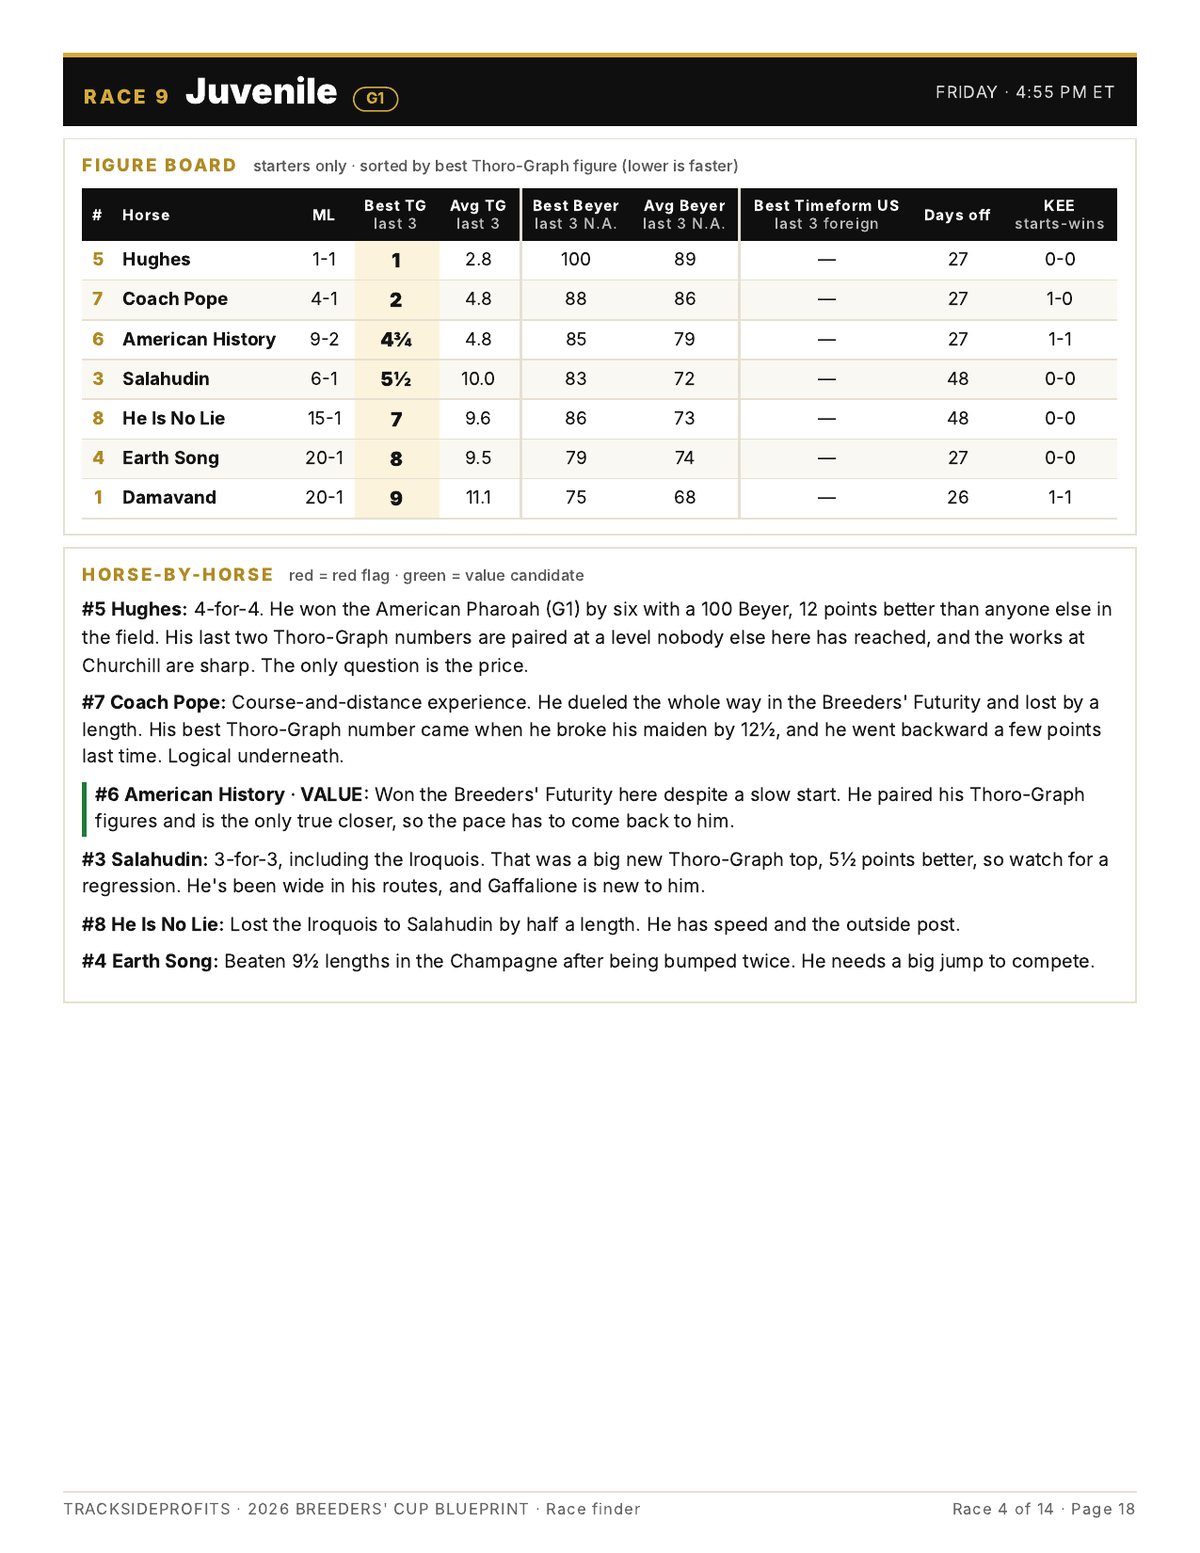 RACE 9 Juvenile G1 FRIDAY · 4:55 PM ET
FIGURE BOARD starters only · sorted by best Thoro-Graph figure (lower is faster)
# Horse ML Best TG last 3 Avg TG last 3 Best Beyer last 3 N.A. Avg Beyer last 3 N.A. Best Timeform US last 3 foreign Days off KEE starts-wins
5 Hughes 1-1 1 2.8 100 89 — 27 0-0
7 Coach Pope 4-1 2 4.8 88 86 — 27 1-0
6 American History 9-2 4¾ 4.8 85 79 — 27 1-1
3 Salahudin 6-1 5½ 10.0 83 72 — 48 0-0
8 He Is No Lie 15-1 7 9.6 86 73 — 48 0-0
4 Earth Song 20-1 8 9.5 79 74 — 27 0-0
1 Damavand 20-1 9 11.1 75 68 — 26 1-1
HORSE-BY-HORSE red = red flag · green = value candidate
#5 Hughes: 4-for-4. He won the American Pharoah (G1) by six with a 100 Beyer, 12 points better than anyone else in
the field. His last two Thoro-Graph numbers are paired at a level nobody else here has reached, and the works at
Churchill are sharp. The only question is the price.
#7 Coach Pope: Course-and-distance experience. He dueled the whole way in the Breeders' Futurity and lost by a
length. His best Thoro-Graph number came when he broke his maiden by 12½, and he went backward a few points
last time. Logical underneath.
#6 American History · VALUE: Won the Breeders' Futurity here despite a slow start. He paired his Thoro-Graph
figures and is the only true closer, so the pace has to come back to him.
#3 Salahudin: 3-for-3, including the Iroquois. That was a big new Thoro-Graph top, 5½ points better, so watch for a
regression. He's been wide in his routes, and Gaffalione is new to him.
#8 He Is No Lie: Lost the Iroquois to Salahudin by half a length. He has speed and the outside post.
#4 Earth Song: Beaten 9½ lengths in the Champagne after being bumped twice. He needs a big jump to compete.
TRACKSIDEPROFITS · 2026 BREEDERS' CUP BLUEPRINT · Race finder Race 4 of 14 · Page 18